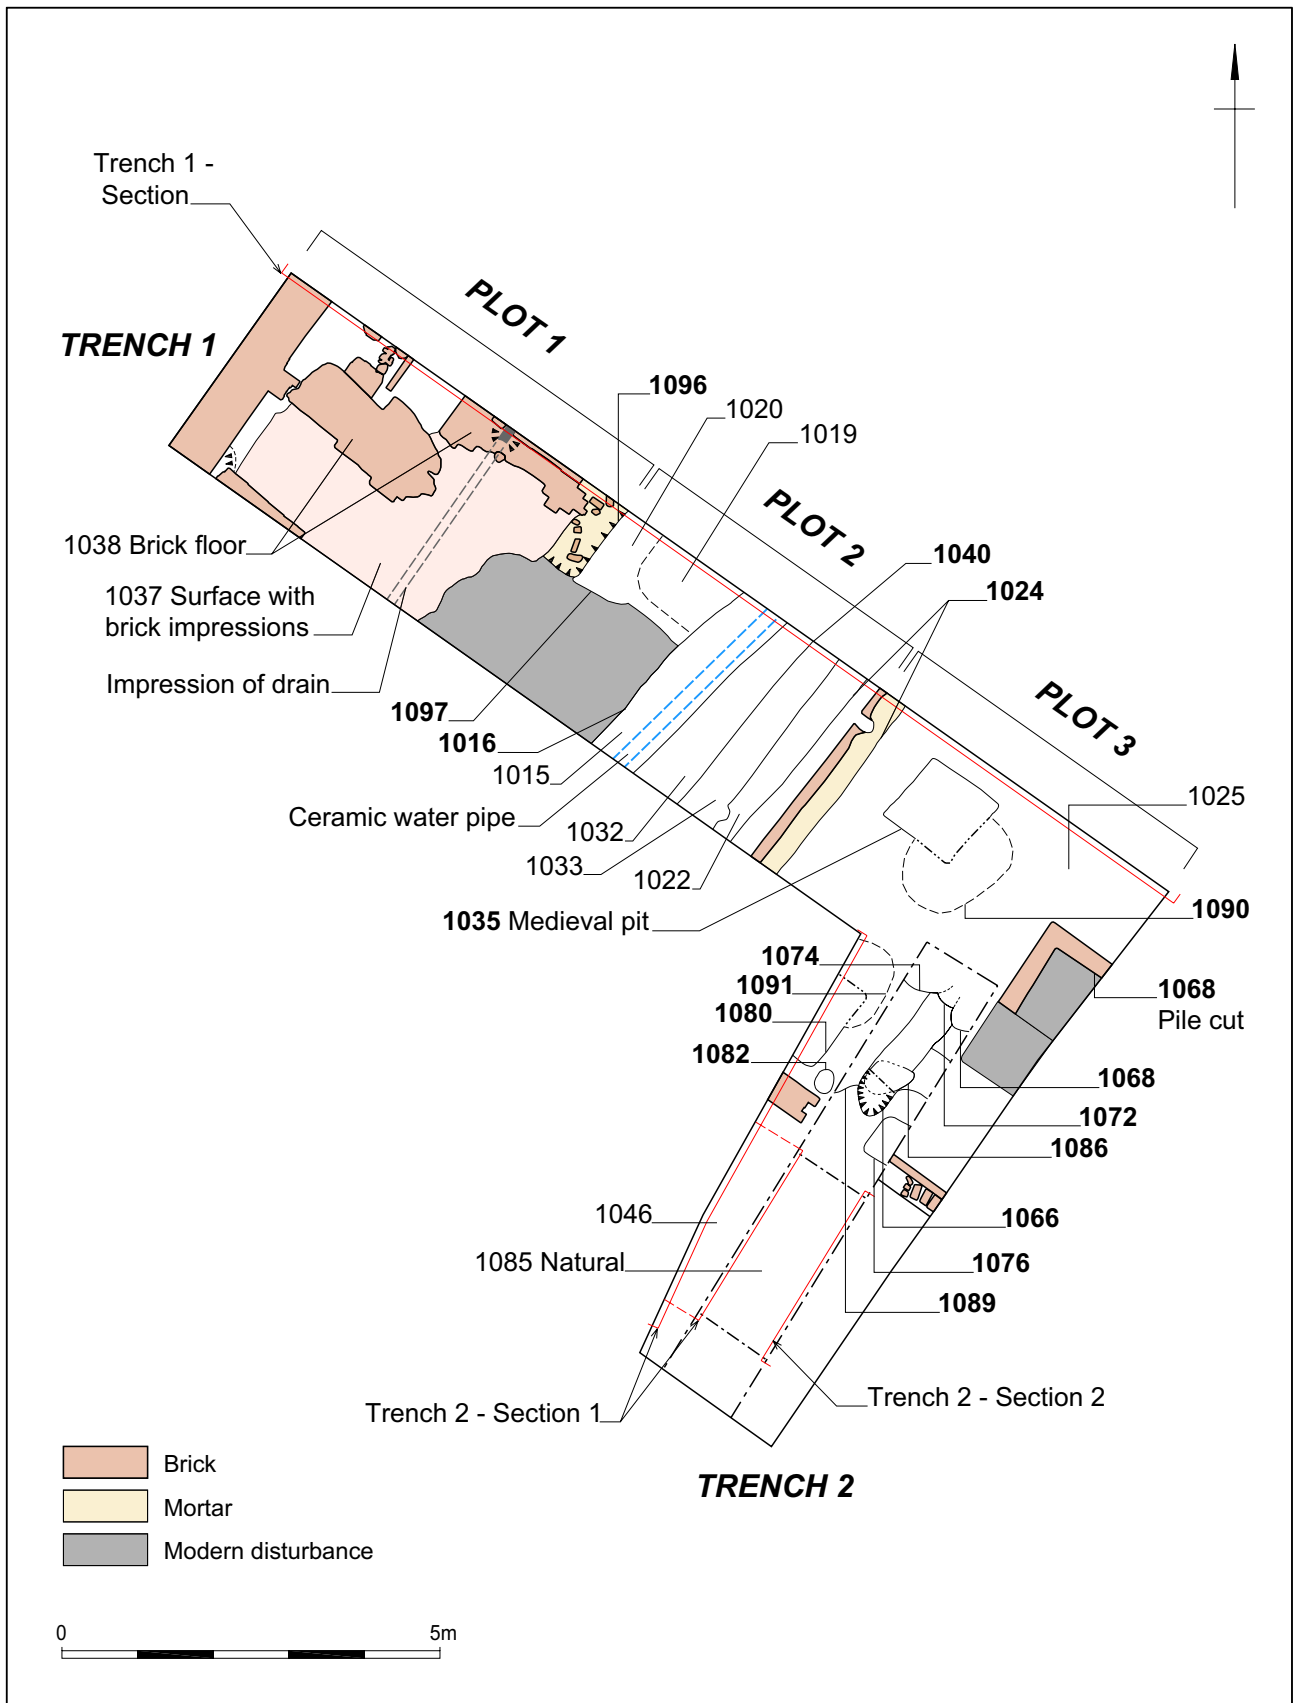 Trench 1 -
Section
PLOT 1
TRENCH 1
1096
1020
1019
PLOT 2
1040
1024
1038 Brick floor
1037 Surface with
brick impressions
Impression of drain
1097
1016
1015
Ceramic water pipe
1032
1033
1022
PLOT 3
1025
1035 Medieval pit
1090
1074
1091
1080
1082
1068
Pile cut
1068
1072
1086
1046
1066
1085 Natural
1076
1089
Trench 2 - Section 1
Trench 2 - Section 2
TRENCH 2
Brick
Mortar
Modern disturbance
0 5m